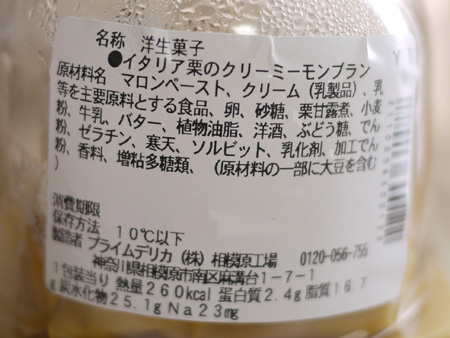 名称 洋生菓子
●イタリア栗のクリーミーモンブラン
原材料名 マロンペースト、クリーム(乳製品)、乳
等を主要原料とする食品、卵、砂糖、栗甘露煮、小麦
粉、牛乳、バター、植物油脂、洋酒、ぶどう糖、でん
粉、ゼラチン、寒天、ソルビット、乳化剤、加工でん
粉、香料、増粘多糖類、(原材料の一部に大豆を含む
)
消費期限
保存方法 10℃以下
製造者 プライムデリカ(株)相模原工場 0120-056-755
神奈川県相模原市南区麻溝台1-7-1
1包装当り 熱量260kcal 蛋白質2.4g 脂質16.7
g 炭水化物25.1g Na23mg